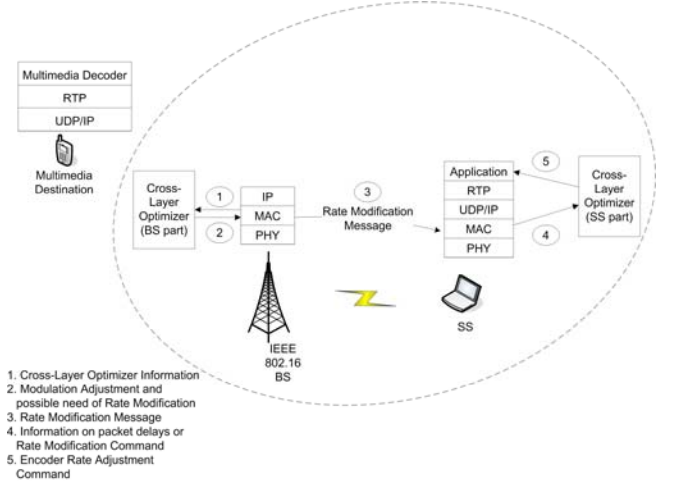 Multimedia Decoder
RTP
UDP/IP
Multimedia
Destination
Cross-
Layer
Optimizer
(BS part)
1
2
IP
MAC
PHY
IEEE
802.16
BS
3
Rate Modification
Message
Application
RTP
UDP/IP
MAC
PHY
SS
5
4
Cross-
Layer
Optimizer
(SS part)
1. Cross-Layer Optimizer Information
2. Modulation Adjustment and
possible need of Rate Modification
3. Rate Modification Message
4. Information on packet delays or
Rate Modification Command
5. Encoder Rate Adjustment
Command